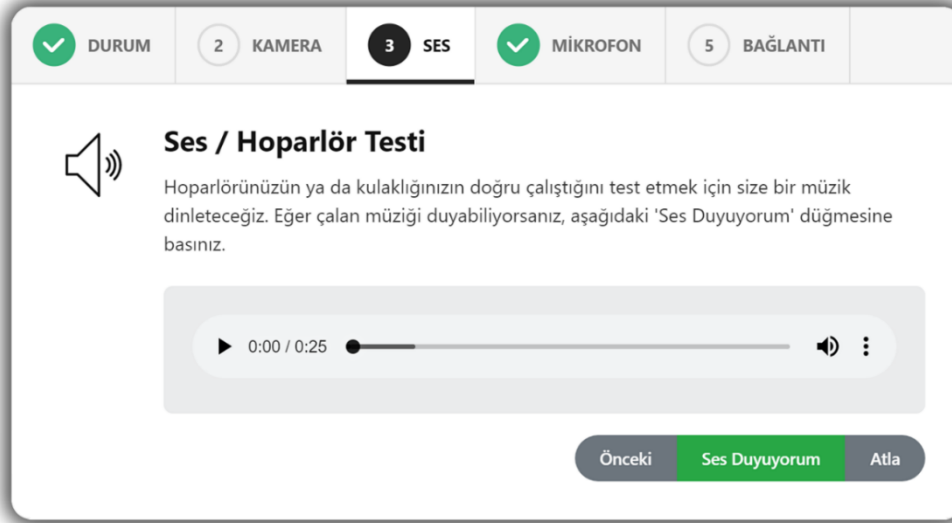 DURUM
2 KAMERA
3 SES
MİKROFON
5 BAĞLANTI
Ses / Hoparlör Testi
Hoparlörünüzün ya da kulaklığınızın doğru çalıştığını test etmek için size bir müzik
dinleteceğiz. Eğer çalan müziği duyabiliyorsanız, aşağıdaki 'Ses Duyuyorum' düğmesine
basınız.
0:00 / 0:25
Önceki
Ses Duyuyorum
Atla